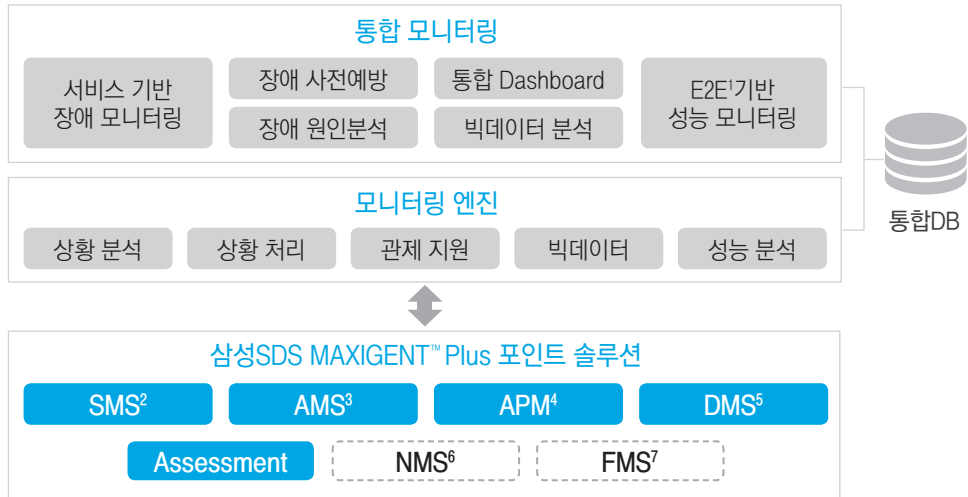 통합 모니터링
서비스 기반
장애 모니터링
장애 사전예방
통합 Dashboard
장애 원인분석
빅데이터 분석
E2E¹기반
성능 모니터링
통합DB
모니터링 엔진
상황 분석
상황 처리
관제 지원
빅데이터
성능 분석
삼성SDS MAXIGENT™ Plus 포인트 솔루션
SMS²
AMS³
APM⁴
DMS⁵
Assessment
NMS⁶
FMS⁷